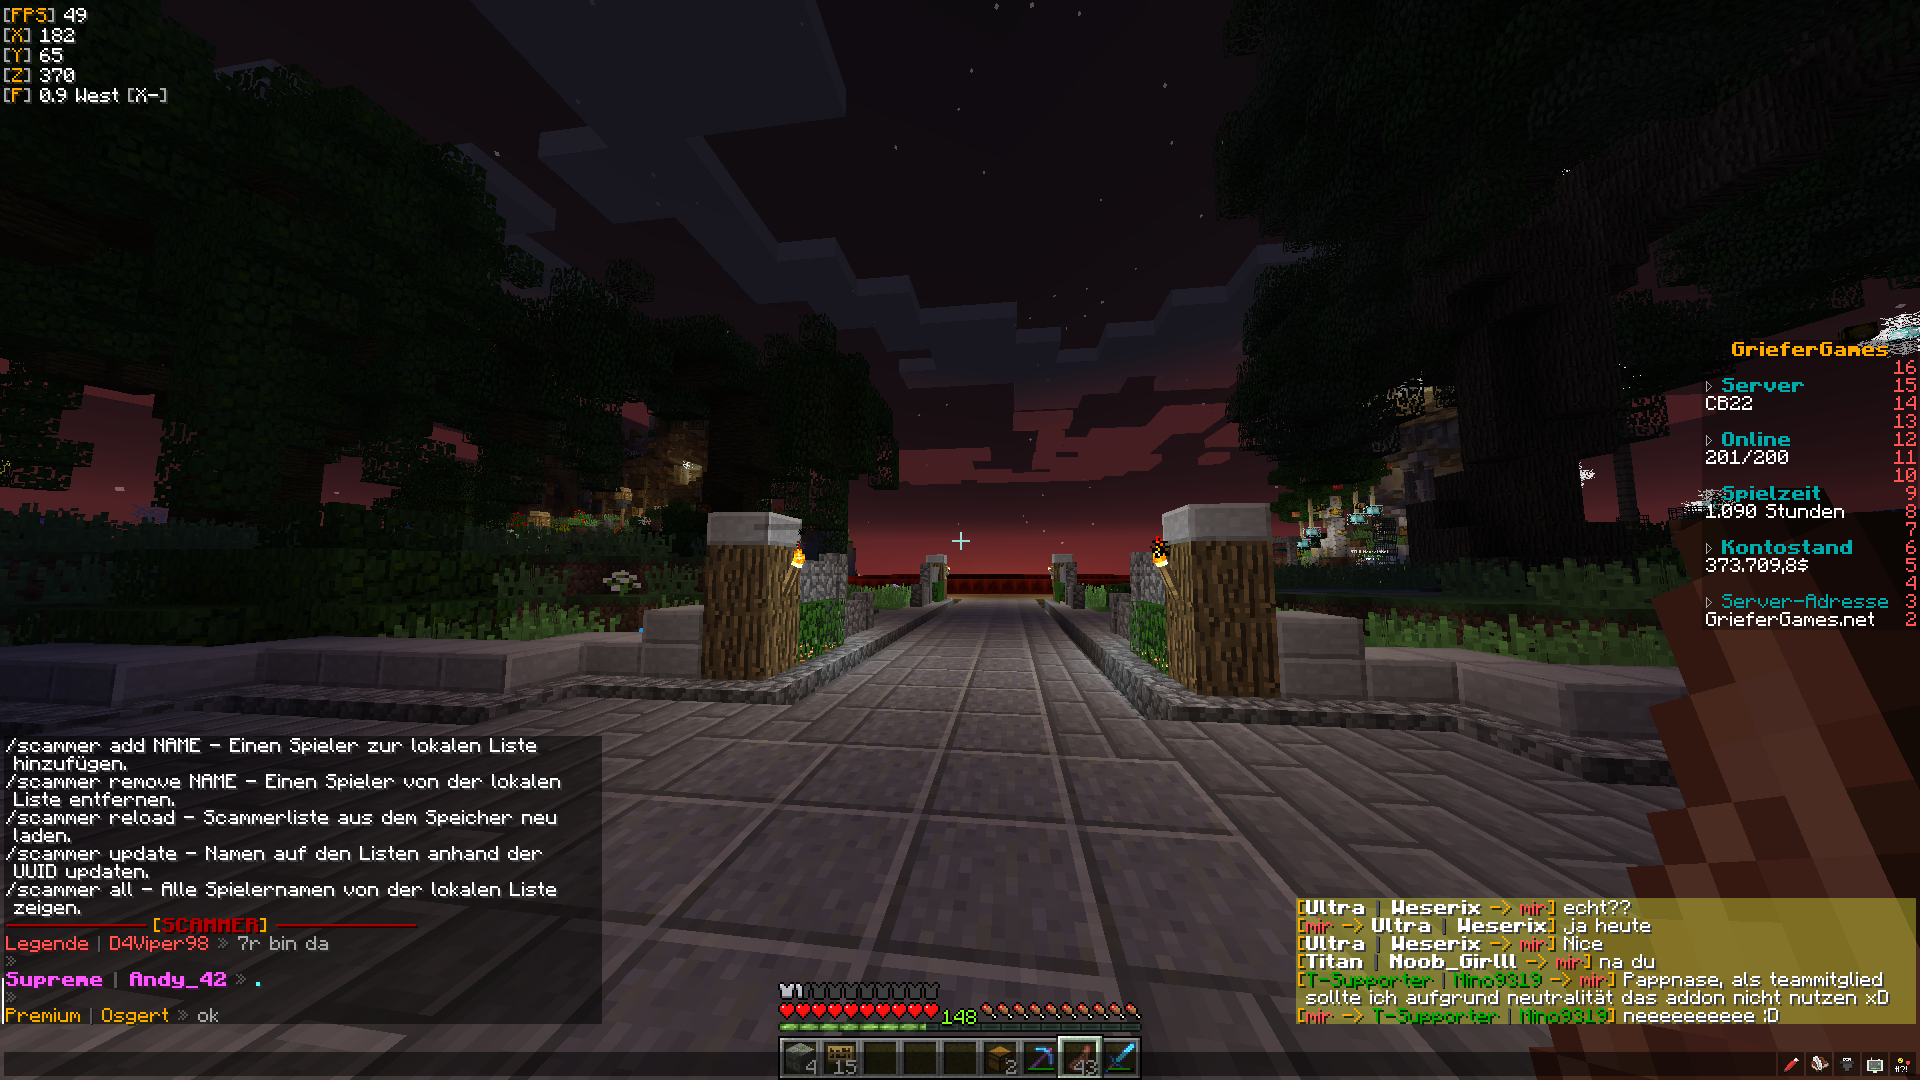 [FPS] 49
[X] 182
[Y] 65
[Z] 370
[F] 0.9 West [X-]
GrieferGames
16
▷ Server 15
CB22 14
13
▷ Online 12
201/200 11
10
▷ Spielzeit 9
1.090 Stunden 8
7
▷ Kontostand 6
373.709,8$ 5
4
▷ Server-Adresse 3
GrieferGames.net 2
/scammer add NAME - Einen Spieler zur lokalen Liste
hinzufügen.
/scammer remove NAME - Einen Spieler von der lokalen
Liste entfernen.
/scammer reload - Scammerliste aus dem Speicher neu
laden.
/scammer update - Namen auf den Listen anhand der
UUID updaten.
/scammer all - Alle Spielernamen von der lokalen Liste
zeigen.
[SCAMMER]
Legende | D4Viper98 » 7r bin da
»
Supreme | Andy_42 » .
»
Premium | Osgert » ok
[Ultra | Weserix -> mir] echt??
[mir -> Ultra | Weserix] ja heute
[Ultra | Weserix -> mir] Nice
[Titan | Noob_Girlll -> mir] na du
[T-Supporter | Nino9319 -> mir] Pappnase, als teammitglied
sollte ich aufgrund neutralität das addon nicht nutzen xD
[mir -> T-Supporter | Nino9319] neeeeeeeeee :D
148
4 15 2 43